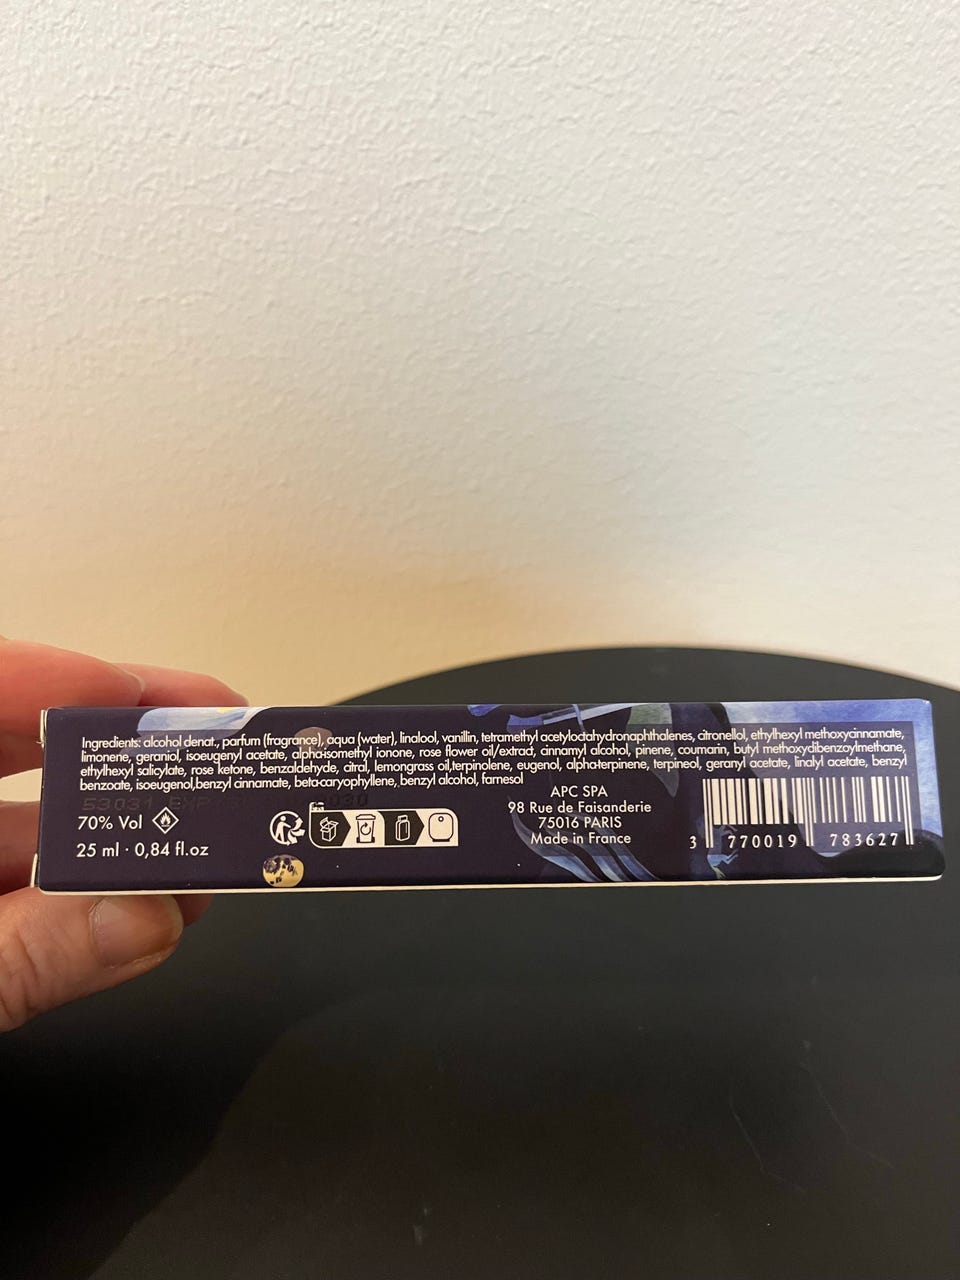 Ingredients: alcohol denat., parfum (fragrance), aqua (water), linalool, vanillin, tetramethyl acetyloctahydronaphthalenes, citronellol, ethylhexyl methoxyinnamate,
limonene, geraniol, isoeugenyl acetate, alpha-isomethyl ionone, rose flower oil/extract, cinnamyl alcohol, pinene, coumarin, butyl methoxydibenzoylmethane,
ethylhexyl salicylate, rose ketone, benzaldehyde, citral, lemongrass oil,terpinolene, eugenol, alpha-terpinene, terpineol, geranyl acetate, linalyl acetate, benzyl
benzoate, isoeugenol,benzyl cinnamate, beta-caryophyllene, benzyl alcohol, farnesol
53031 EXP
70% Vol
25 ml · 0,84 fl.oz
APC SPA
98 Rue de Faisanderie
75016 PARIS
Made in France
3 770019 783627